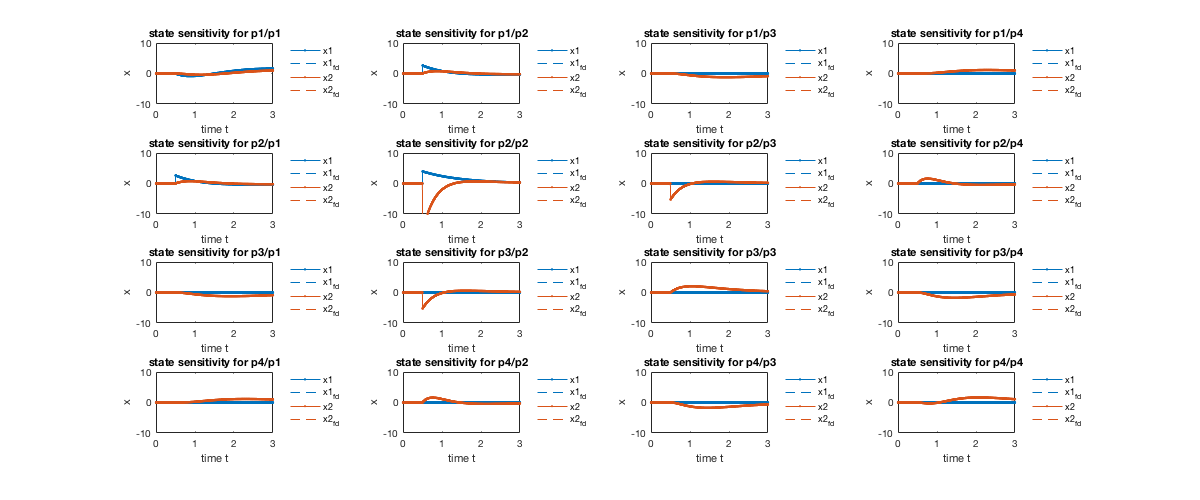 state sensitivity for p1/p1
10
0
-10
x
0
1
2
3
time t
x1
x1fd
x2
x2fd
state sensitivity for p1/p2
10
0
-10
x
0
1
2
3
time t
x1
x1fd
x2
x2fd
state sensitivity for p1/p3
10
0
-10
x
0
1
2
3
time t
x1
x1fd
x2
x2fd
state sensitivity for p1/p4
10
0
-10
x
0
1
2
3
time t
x1
x1fd
x2
x2fd
state sensitivity for p2/p1
10
0
-10
x
0
1
2
3
time t
x1
x1fd
x2
x2fd
state sensitivity for p2/p2
10
0
-10
x
0
1
2
3
time t
x1
x1fd
x2
x2fd
state sensitivity for p2/p3
10
0
-10
x
0
1
2
3
time t
x1
x1fd
x2
x2fd
state sensitivity for p2/p4
10
0
-10
x
0
1
2
3
time t
x1
x1fd
x2
x2fd
state sensitivity for p3/p1
10
0
-10
x
0
1
2
3
time t
x1
x1fd
x2
x2fd
state sensitivity for p3/p2
10
0
-10
x
0
1
2
3
time t
x1
x1fd
x2
x2fd
state sensitivity for p3/p3
10
0
-10
x
0
1
2
3
time t
x1
x1fd
x2
x2fd
state sensitivity for p3/p4
10
0
-10
x
0
1
2
3
time t
x1
x1fd
x2
x2fd
state sensitivity for p4/p1
10
0
-10
x
0
1
2
3
time t
x1
x1fd
x2
x2fd
state sensitivity for p4/p2
10
0
-10
x
0
1
2
3
time t
x1
x1fd
x2
x2fd
state sensitivity for p4/p3
10
0
-10
x
0
1
2
3
time t
x1
x1fd
x2
x2fd
state sensitivity for p4/p4
10
0
-10
x
0
1
2
3
time t
x1
x1fd
x2
x2fd